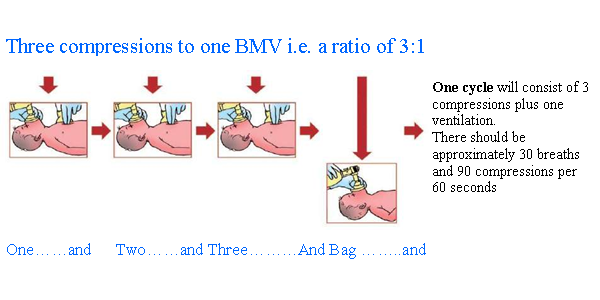 Three compressions to one BMV i.e. a ratio of 3:1
One cycle will consist of 3
compressions plus one
ventilation.
There should be
approximately 30 breaths
and 90 compressions per
60 seconds
One……and Two……and Three………And Bag ……..and